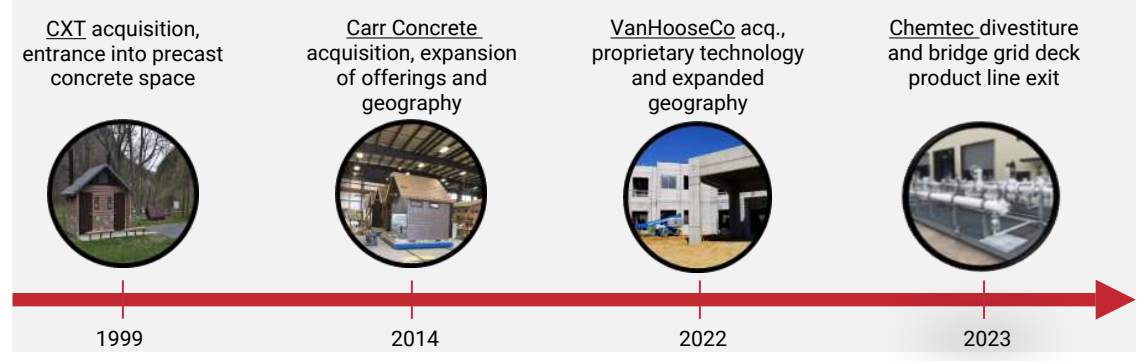 CXT acquisition,
entrance into precast
concrete space
Carr Concrete
acquisition, expansion
of offerings and
geography
VanHooseCo acq.,
proprietary technology
and expanded
geography
Chemtec divestiture
and bridge grid deck
product line exit
1999
2014
2022
2023